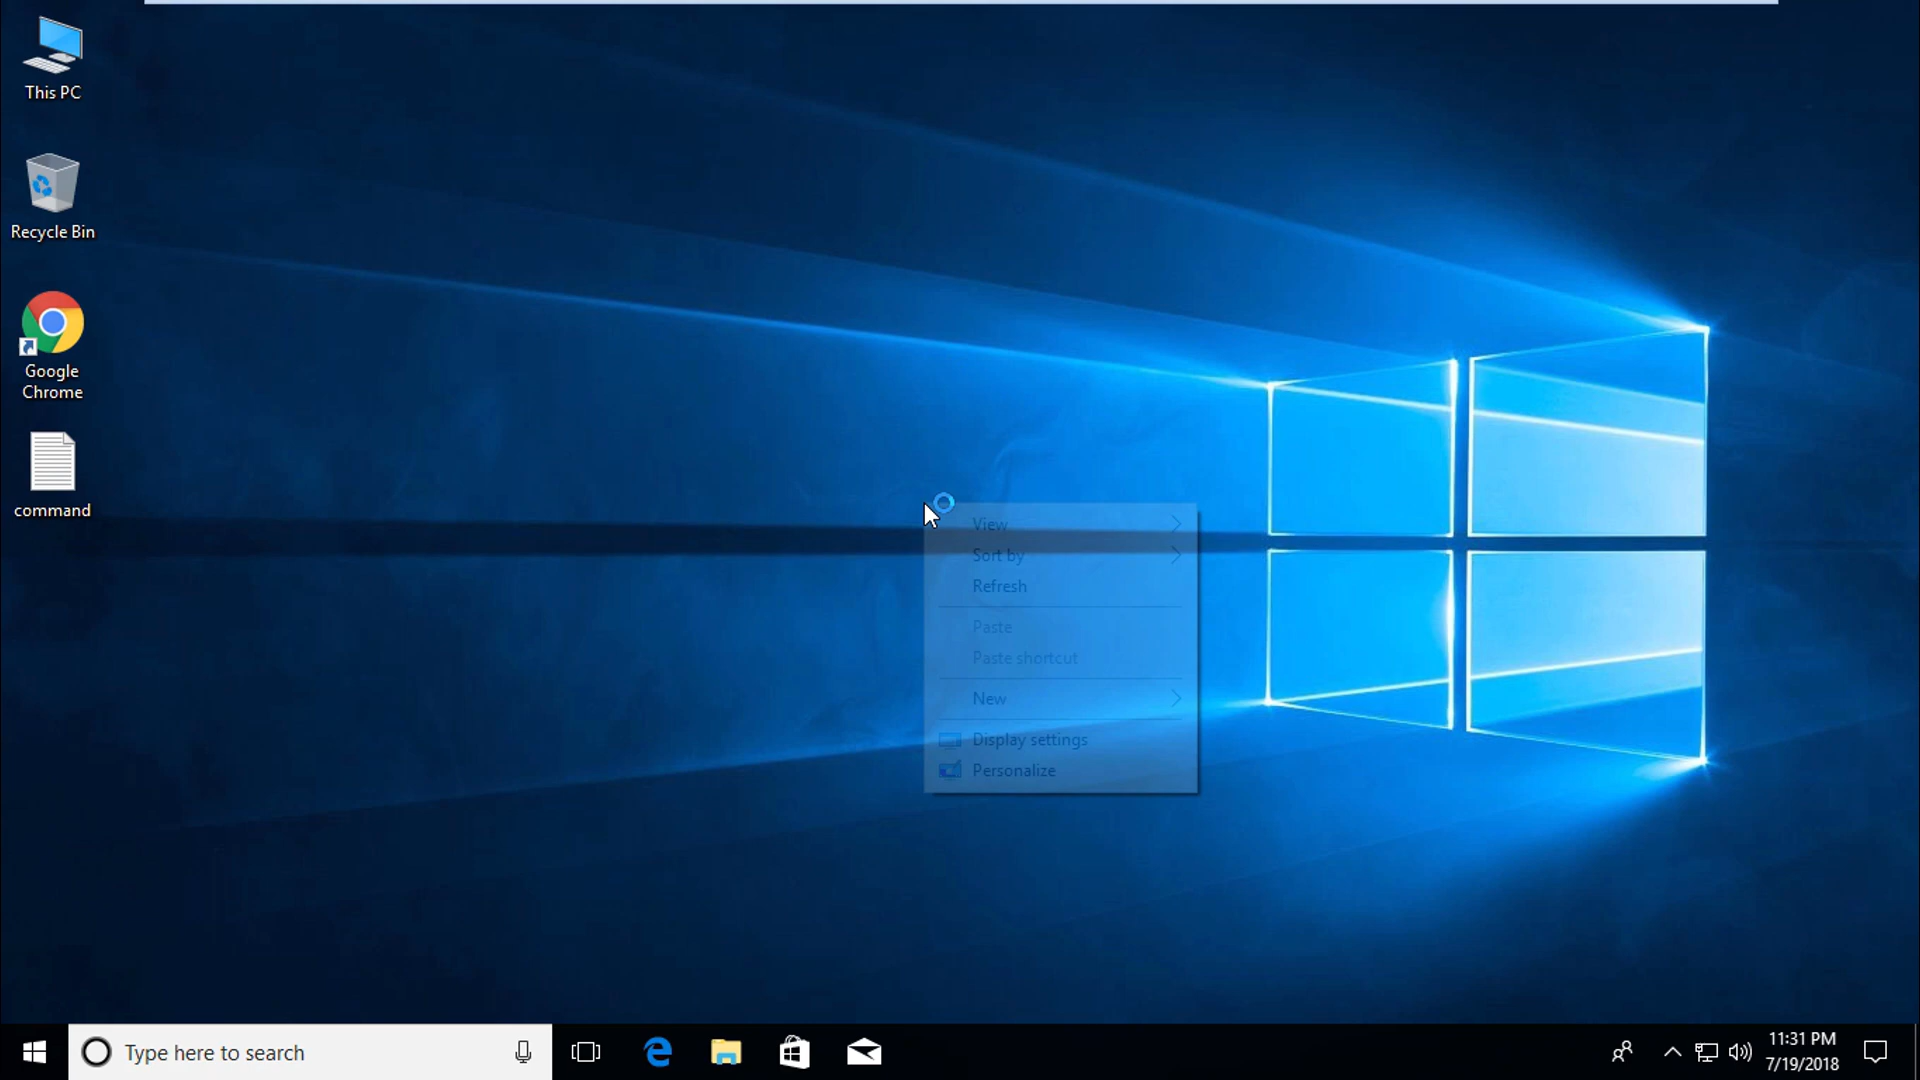 This PC
Recycle Bin
Google
Chrome
command
View
Sort by
Refresh
Paste
Paste shortcut
New
Display settings
Personalize
Type here to search
11:31 PM
7/19/2018